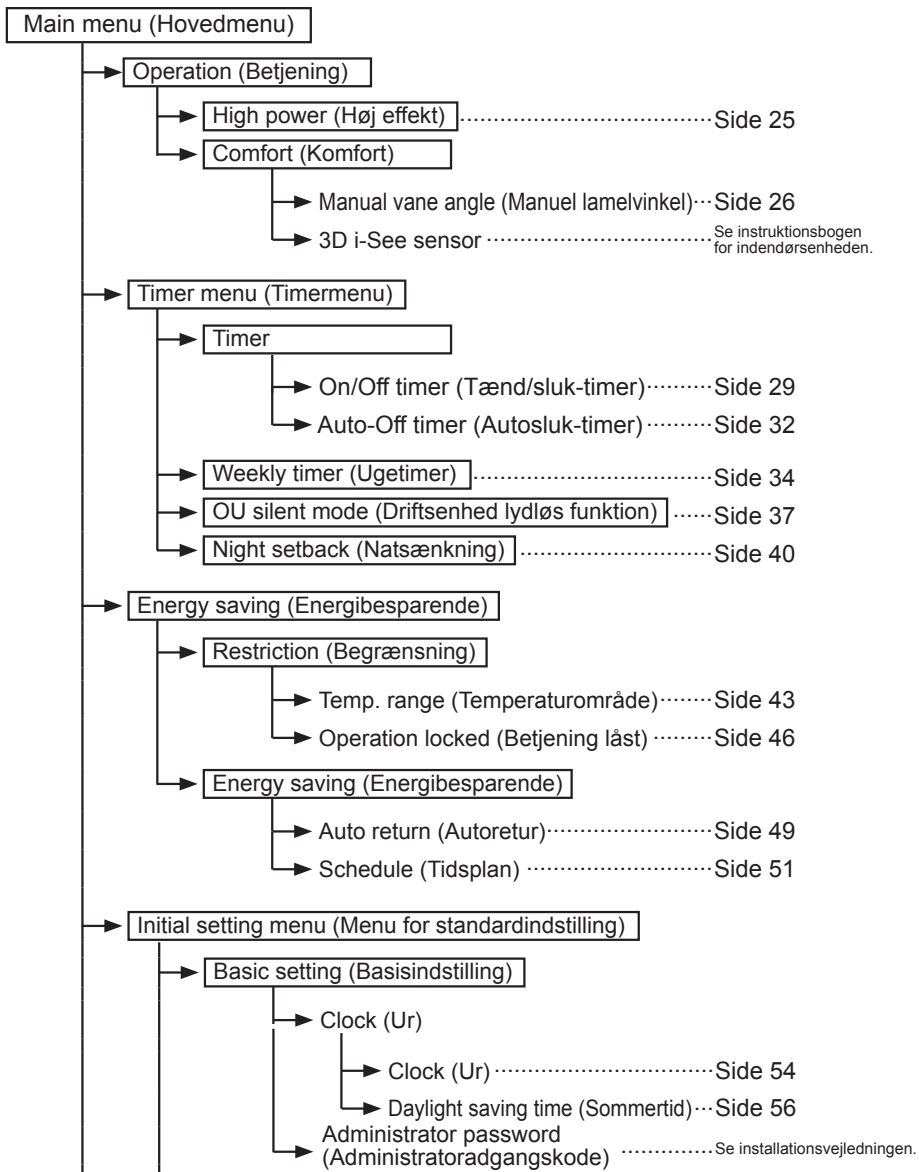 Main menu (Hovedmenu)
Operation (Betjening)
High power (Høj effekt) Side 25
Comfort (Komfort)
Manual vane angle (Manuel lamelvinkel) Side 26
3D i-See sensor Se instruktionsbogen
for indendørsenheden.
Timer menu (Timermenu)
Timer
On/Off timer (Tænd/sluk-timer) Side 29
Auto-Off timer (Autosluk-timer) Side 32
Weekly timer (Ugetimer) Side 34
OU silent mode (Driftsenhed lydløs funktion) Side 37
Night setback (Natsænkning) Side 40
Energy saving (Energibesparende)
Restriction (Begrænsning)
Temp. range (Temperaturområde) Side 43
Operation locked (Betjening låst) Side 46
Energy saving (Energibesparende)
Auto return (Autoretur) Side 49
Schedule (Tidsplan) Side 51
Initial setting menu (Menu for standardindstilling)
Basic setting (Basisindstilling)
Clock (Ur)
Clock (Ur) Side 54
Daylight saving time (Sommertid) Side 56
Administrator password
(Administratoradgangskode) Se installationsvejledningen.